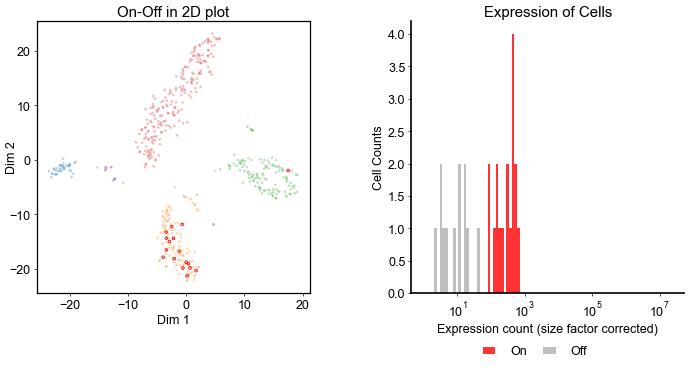 On-Off in 2D plot
Dim 2
20
10
0
−10
−20
−20 −10 0 10 20
Dim 1
Expression of Cells
Cell Counts
4.0
3.5
3.0
2.5
2.0
1.5
1.0
0.5
0.0
10¹ 10³ 10⁵ 10⁷
Expression count (size factor corrected)
On Off